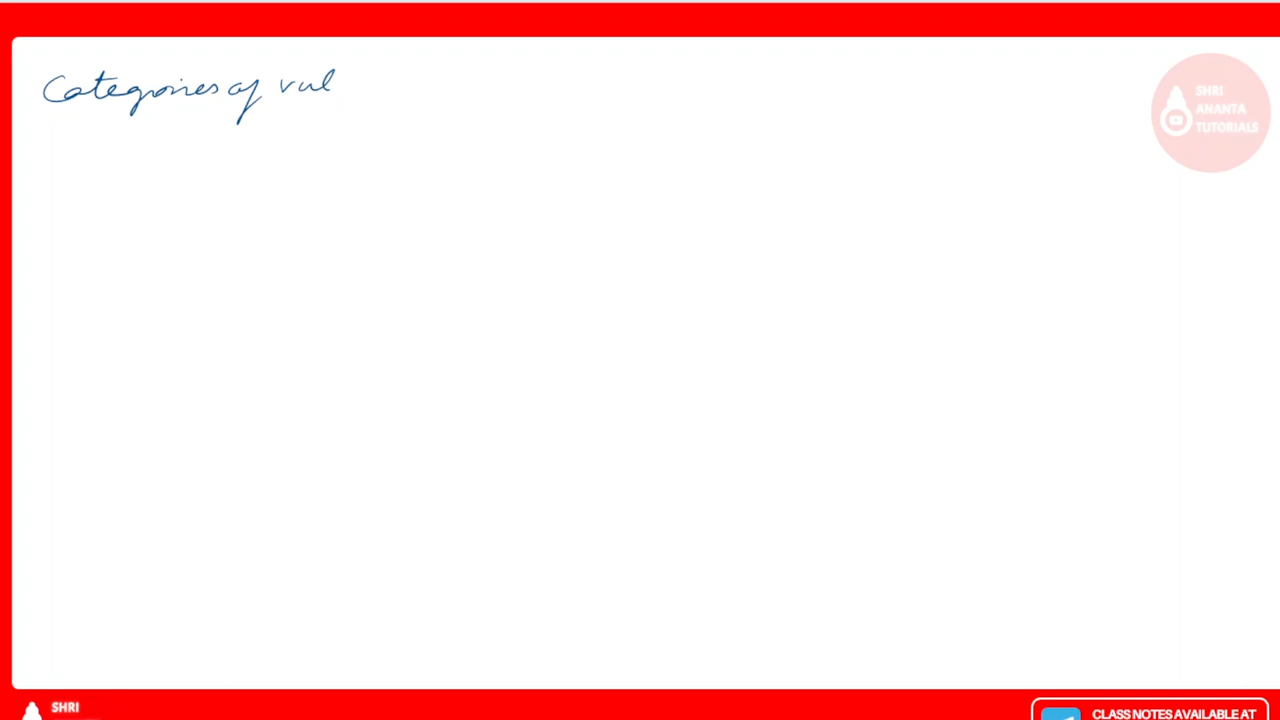 Categories of vul
SHRI
ANANTA
TUTORIALS
SHRI
CLASS NOTES AVAILABLE AT